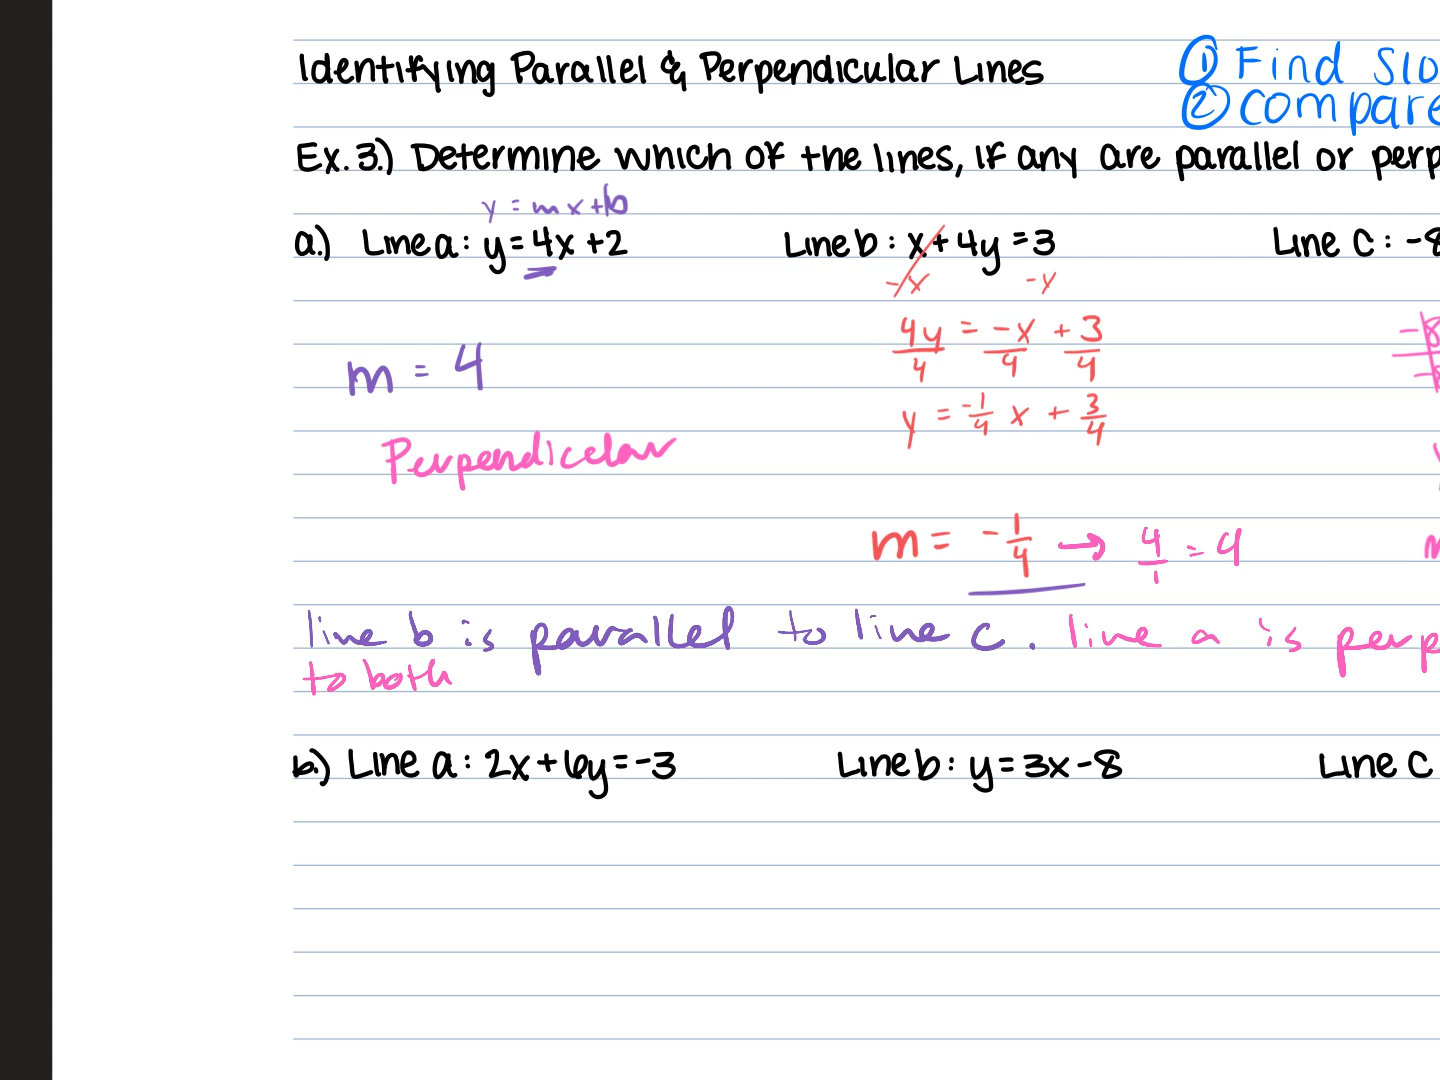 Identifying Parallel & Perpendicular Lines
① Find Slo
② compare
Ex. 3.) Determine which of the lines, if any are parallel or perp
y = mx+b
a.) Line a: y = 4x + 2 Line b: x + 4y = 3 Line C: -8
-x -x
4y/4 = -x/4 + 3/4 -8
m = 4
y = -1/4 x + 3/4
Perpendicelar
m = -1/4 → 4/1 = 4 m
line b is parallel to line c. line a is perp
to both
b.) Line a: 2x + 6y = -3 Line b: y = 3x - 8 Line C